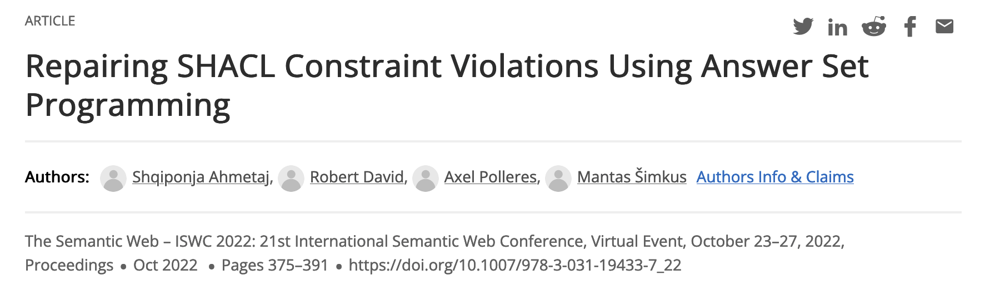 ARTICLE
Repairing SHACL Constraint Violations Using Answer Set
Programming
Authors: Shqiponja Ahmetaj, Robert David, Axel Polleres, Mantas Šimkus Authors Info & Claims
The Semantic Web – ISWC 2022: 21st International Semantic Web Conference, Virtual Event, October 23–27, 2022,
Proceedings • Oct 2022 • Pages 375–391 • https://doi.org/10.1007/978-3-031-19433-7_22